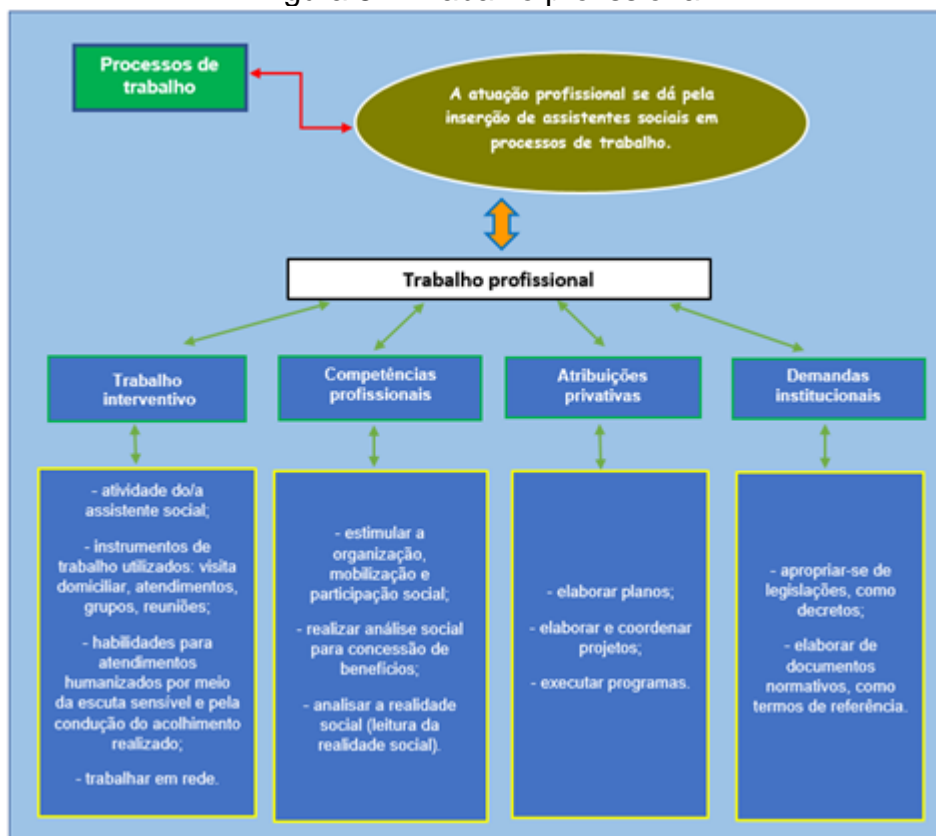 Processos de
trabalho
A atuação profissional se dá pela
inserção de assistentes sociais em
processos de trabalho.
Trabalho profissional
Trabalho
interventivo
Competências
profissionais
Atribuições
privativas
Demandas
institucionais
- atividade do/a
assistente social;
- instrumentos de
trabalho utilizados: visita
domiciliar, atendimentos,
grupos, reuniões;
- habilidades para
atendimentos
humanizados por meio
da escuta sensível e pela
condução do acolhimento
realizado;
- trabalhar em rede.
- estimular a
organização,
mobilização e
participação social;
- realizar análise social
para concessão de
benefícios;
- analisar a realidade
social (leitura da
realidade social).
- elaborar planos;
- elaborar e coordenar
projetos;
- executar programas.
- apropriar-se de
legislações, como
decretos;
- elaborar de
documentos
normativos, como
termos de referência.